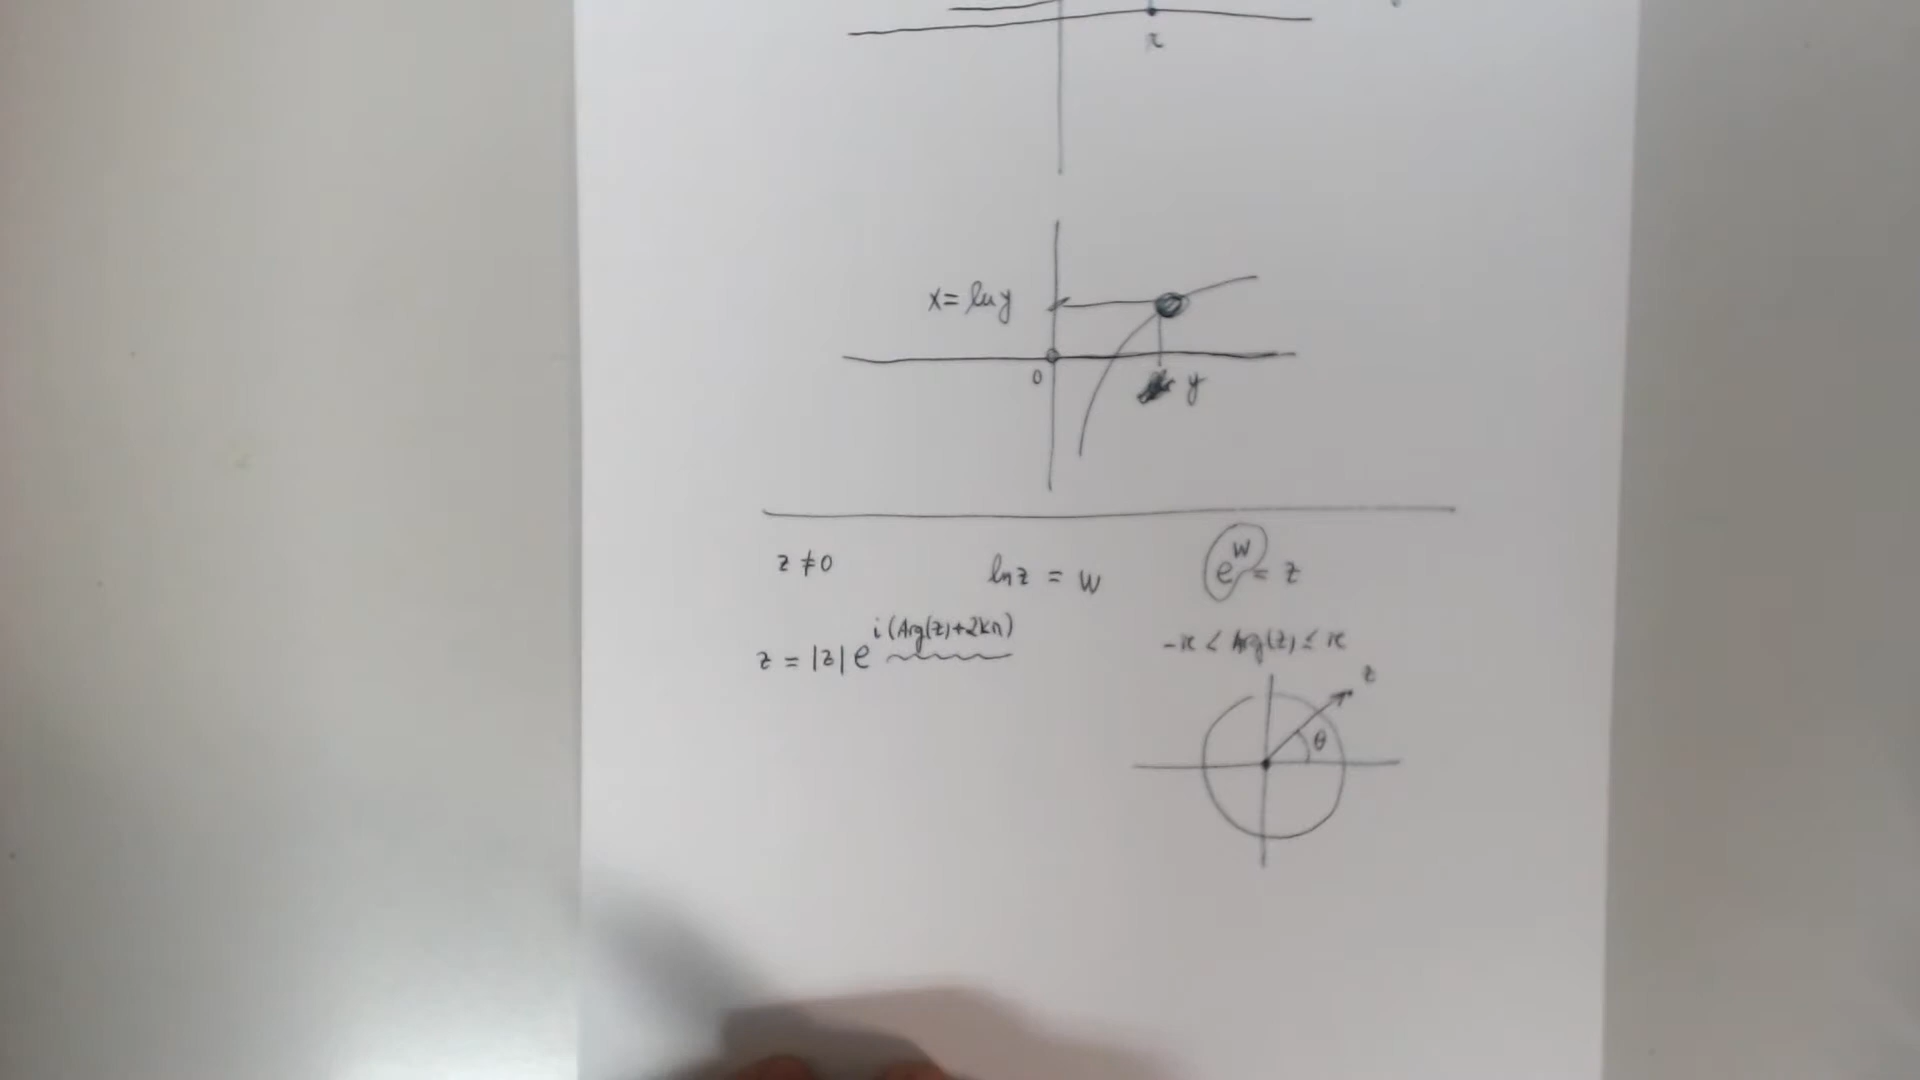 x
x = ln y
0
y
z ≠ 0 ln z = w e^w = z
z = |z| e^{i(Arg(z)+2kπ)} -π < Arg(z) ≤ π
z
θ